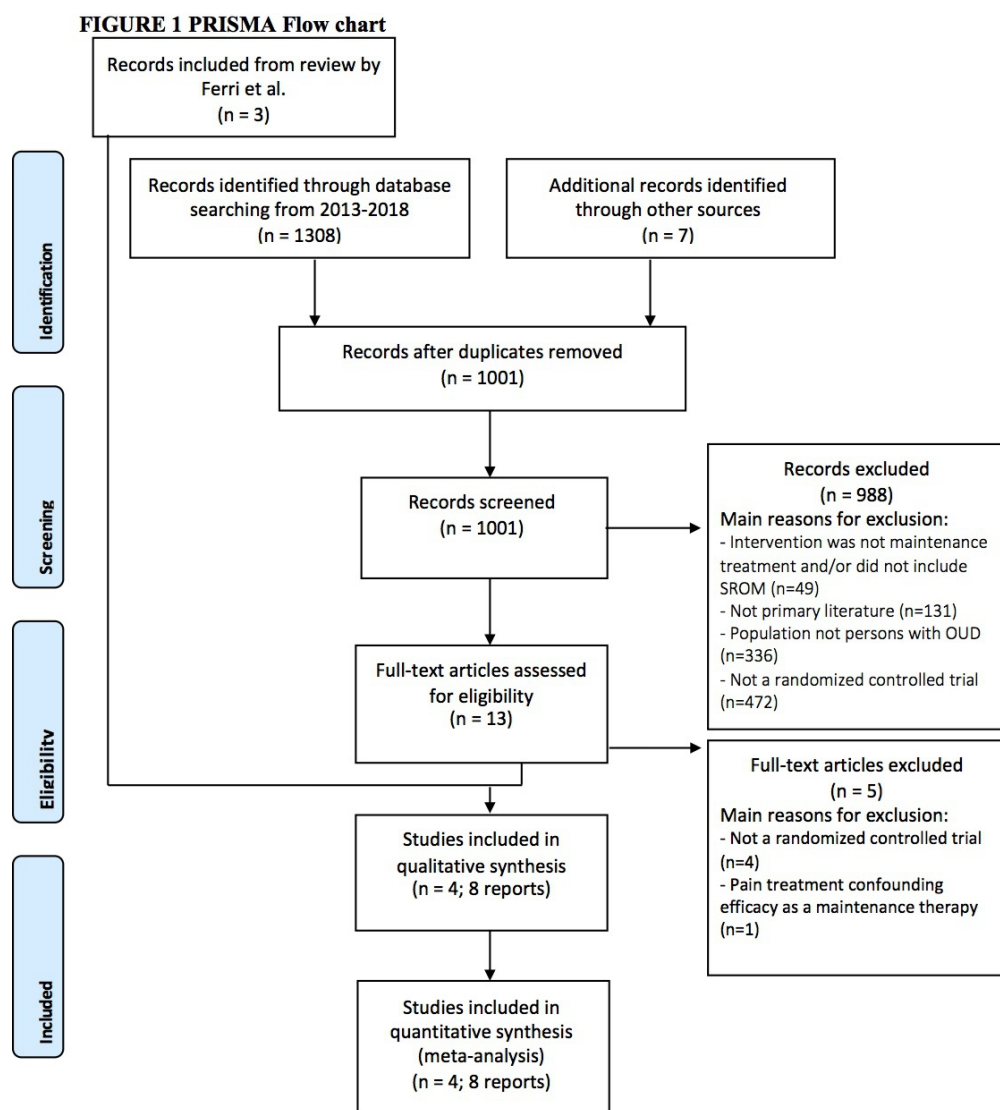 FIGURE 1 PRISMA Flow chart
Records included from review by
Ferri et al.
(n = 3)
Identification
Records identified through database
searching from 2013-2018
(n = 1308)
Additional records identified
through other sources
(n = 7)
Records after duplicates removed
(n = 1001)
Screening
Records screened
(n = 1001)
Records excluded
(n = 988)
Main reasons for exclusion:
- Intervention was not maintenance
treatment and/or did not include
SROM (n=49)
- Not primary literature (n=131)
- Population not persons with OUD
(n=336)
- Not a randomized controlled trial
(n=472)
Eligibility
Full-text articles assessed
for eligibility
(n = 13)
Full-text articles excluded
(n = 5)
Main reasons for exclusion:
- Not a randomized controlled trial
(n=4)
- Pain treatment confounding
efficacy as a maintenance therapy
(n=1)
Studies included in
qualitative synthesis
(n = 4; 8 reports)
Included
Studies included in
quantitative synthesis
(meta-analysis)
(n = 4; 8 reports)